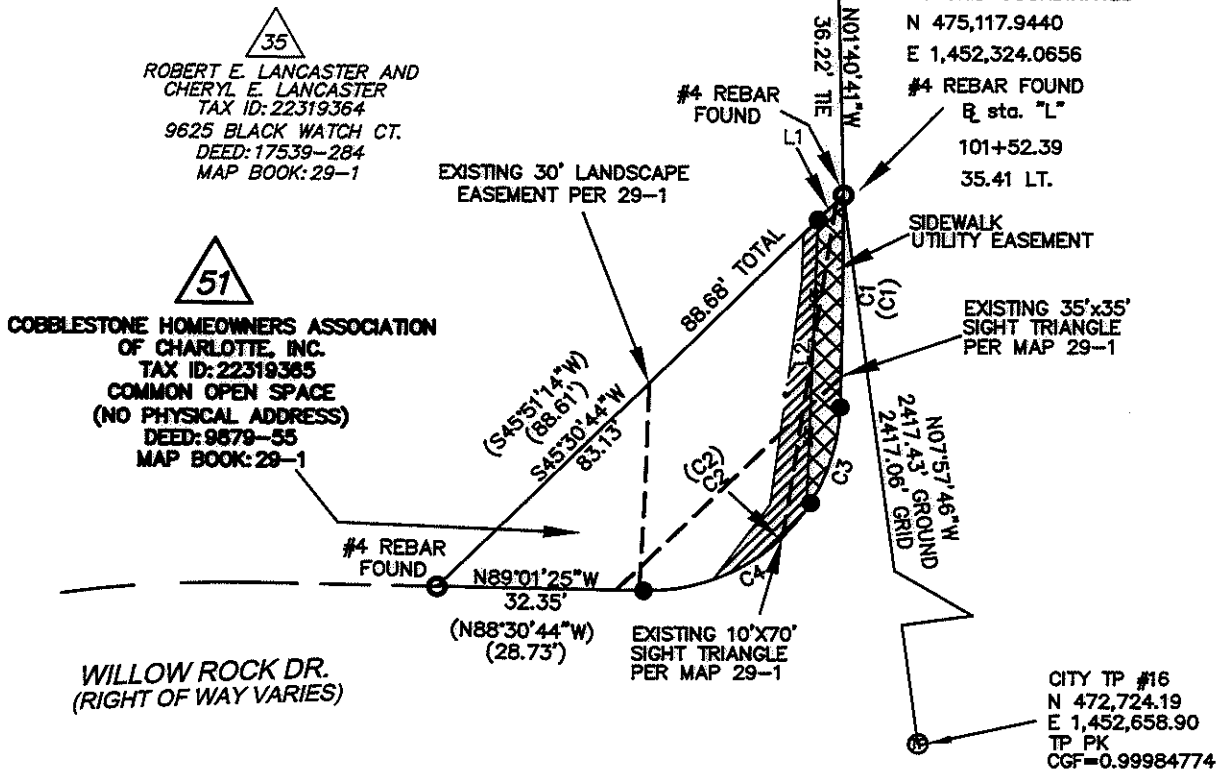 35
ROBERT E. LANCASTER AND
CHERYL E. LANCASTER
TAX ID: 22319364
9625 BLACK WATCH CT.
DEED: 17539-284
MAP BOOK: 29-1
N01°40'41"W
36.22' TIE
N 475,117.9440
E 1,452,324.0656
#4 REBAR FOUND
BL sta. "L"
101+52.39
35.41 LT.
#4 REBAR
FOUND
L1
EXISTING 30' LANDSCAPE
EASEMENT PER 29-1
SIDEWALK
UTILITY EASEMENT
88.68' TOTAL
C1
(C1)
51
COBBLESTONE HOMEOWNERS ASSOCIATION
OF CHARLOTTE, INC.
TAX ID: 22319365
COMMON OPEN SPACE
(NO PHYSICAL ADDRESS)
DEED: 9879-55
MAP BOOK: 29-1
EXISTING 35'x35'
SIGHT TRIANGLE
PER MAP 29-1
L2
(S45°51'14"W)
(88.61')
S45°30'44"W
83.13'
(C2)
C2
C3
N07°57'46"W
2417.43' GROUND
2417.06' GRID
#4 REBAR
FOUND
N89°01'25"W
32.35'
(N88°30'44"W)
(28.73')
C4
EXISTING 10'X70'
SIGHT TRIANGLE
PER MAP 29-1
WILLOW ROCK DR.
(RIGHT OF WAY VARIES)
CITY TP #16
N 472,724.19
E 1,452,658.90
TP PK
CGF=0.99984774